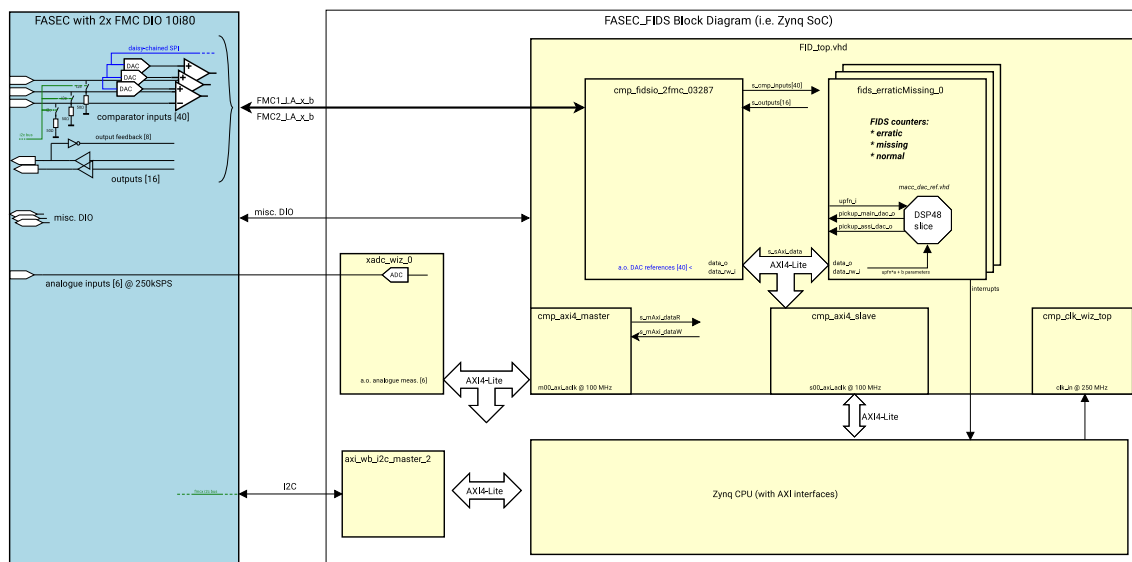 FASEC with 2x FMC DIO 10i80
daisy-chained SPI
DAC
DAC
DAC
comparator inputs [40]
output feedback [8]
outputs [16]
misc. DIO
analogue inputs [6] @ 250kSPS
FMC1_LA_x_b
FMC2_LA_x_b
misc. DIO
I2C
FASEC_FIDS Block Diagram (i.e. Zynq SoC)
FID_top.vhd
cmp_fidsio_2fmc_03287
s_cmp_inputs[40]
s_outputs[16]
a.o. DAC references [40] <
data_o
data_rw_i
s_sAxi_data
AXI4-Lite
fids_erraticMissing_0
FIDS counters:
* erratic
* missing
* normal
macc_dac_ref.vhd
upfn_i
pickup_main_dac_o
pickup_assi_dac_o
DSP48
slice
data_o
data_rw_i
upfn*a + b parameters
interrupts
xadc_wiz_0
ADC
a.o. analogue meas. [6]
AXI4-Lite
cmp_axi4_master
s_mAxi_dataR
s_mAxi_dataW
m00_axi_aclk @ 100 MHz
cmp_axi4_slave
s00_axi_aclk @ 100 MHz
cmp_clk_wiz_top
clk_in @ 250 MHz
AXI4-Lite
axi_wb_i2c_master_2
AXI4-Lite
Zynq CPU (with AXI interfaces)